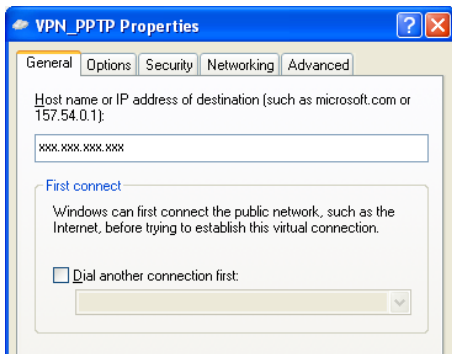 VPN_PPTP Properties
General Options Security Networking Advanced
Host name or IP address of destination (such as microsoft.com or
157.54.0.1):
xxx.xxx.xxx.xxx
First connect
Windows can first connect the public network, such as the
Internet, before trying to establish this virtual connection.
Dial another connection first: